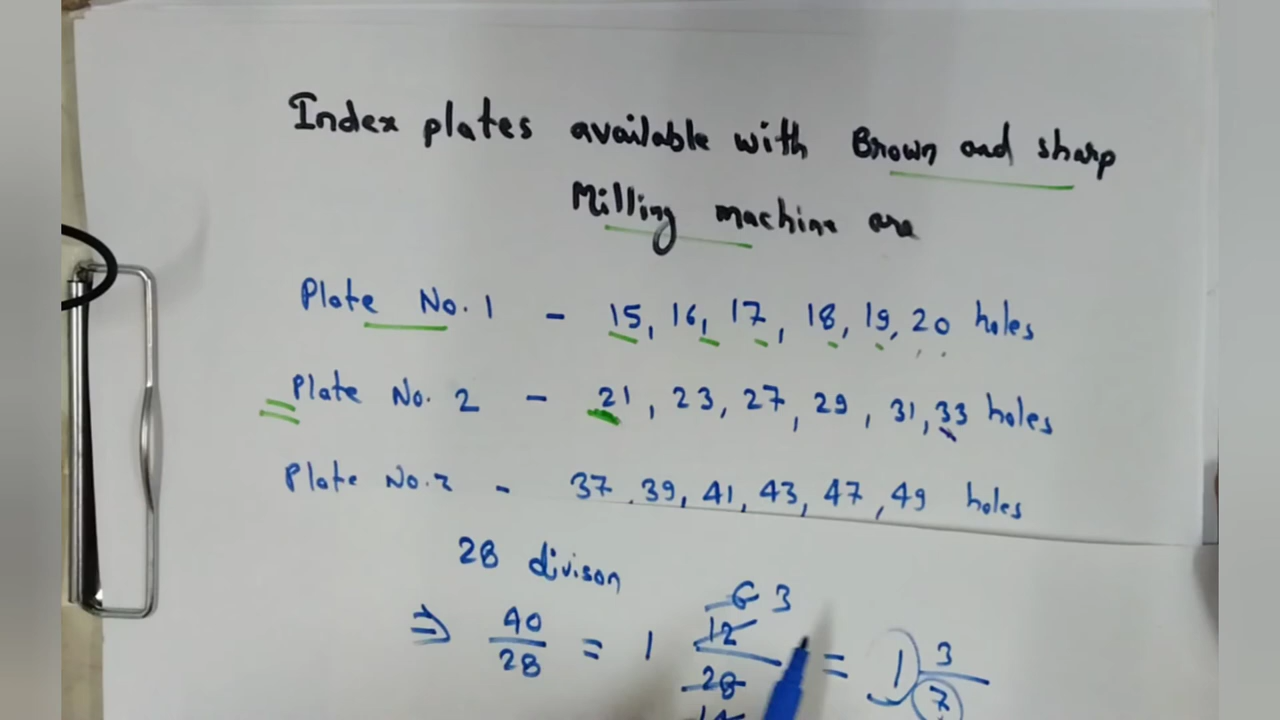 Index plates available with Brown and sharp
Milling machine are
Plate No. 1 - 15, 16, 17, 18, 19, 20 holes
Plate No. 2 - 21, 23, 27, 29, 31, 33 holes
Plate No. 3 - 37, 39, 41, 43, 47, 49 holes
28 divison
⇒ 40/28 = 1 12/28 6 3 = 1 3/7